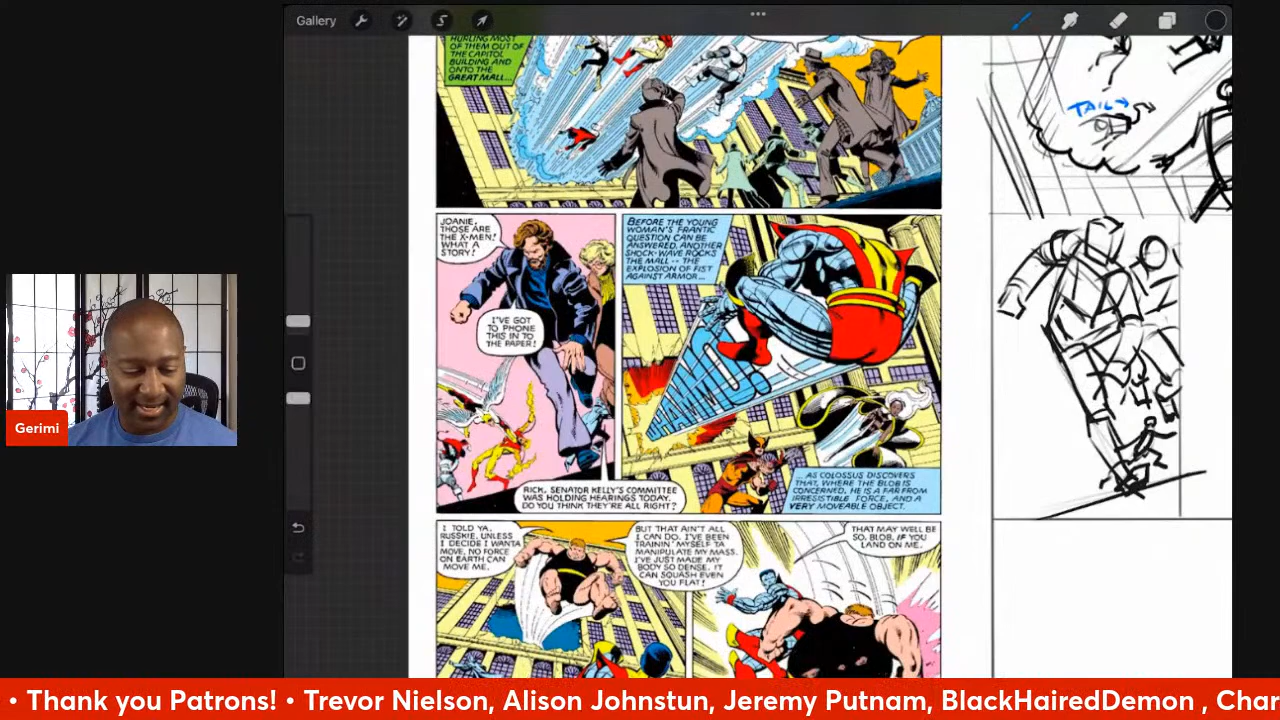 Gallery
HURLING MOST
OF THEM OUT OF
THE CAPITOL
BUILDING AND
ONTO THE
GREAT MALL...
TAIL
JOANIE,
THOSE ARE
THE X-MEN!
WHAT A
STORY!
I'VE GOT
TO PHONE
THIS IN TO
THE PAPER!
RICK, SENATOR KELLY'S COMMITTEE
WAS HOLDING HEARINGS TODAY.
DO YOU THINK THEY'RE ALL RIGHT?
BEFORE THE YOUNG
WOMAN'S FRANTIC
QUESTION CAN BE
ANSWERED, ANOTHER
SHOCK-WAVE ROCKS
THE MALL -- THE
EXPLOSION OF FIST
AGAINST ARMOR...
...AS COLOSSUS DISCOVERS
THAT, WHERE THE BLOB IS
CONCERNED, HE IS A FAR FROM
IRRESISTIBLE FORCE, AND A
VERY MOVEABLE OBJECT.
I TOLD YA,
RUSSKIE, UNLESS
I DECIDE I WANTA
MOVE, NO FORCE
ON EARTH CAN
MOVE ME.
BUT THAT AIN'T ALL
I CAN DO. I'VE BEEN
TRAININ' MYSELF TA
MANIPULATE MY MASS.
I'VE JUST MADE MY
BODY SO DENSE, IT
CAN SQUASH EVEN
YOU FLAT!
THAT MAY WELL BE
SO, BLOB, IF YOU
LAND ON ME.
Gerimi
• Thank you Patrons! • Trevor Nielson, Alison Johnstun, Jeremy Putnam, BlackHairedDemon , Char